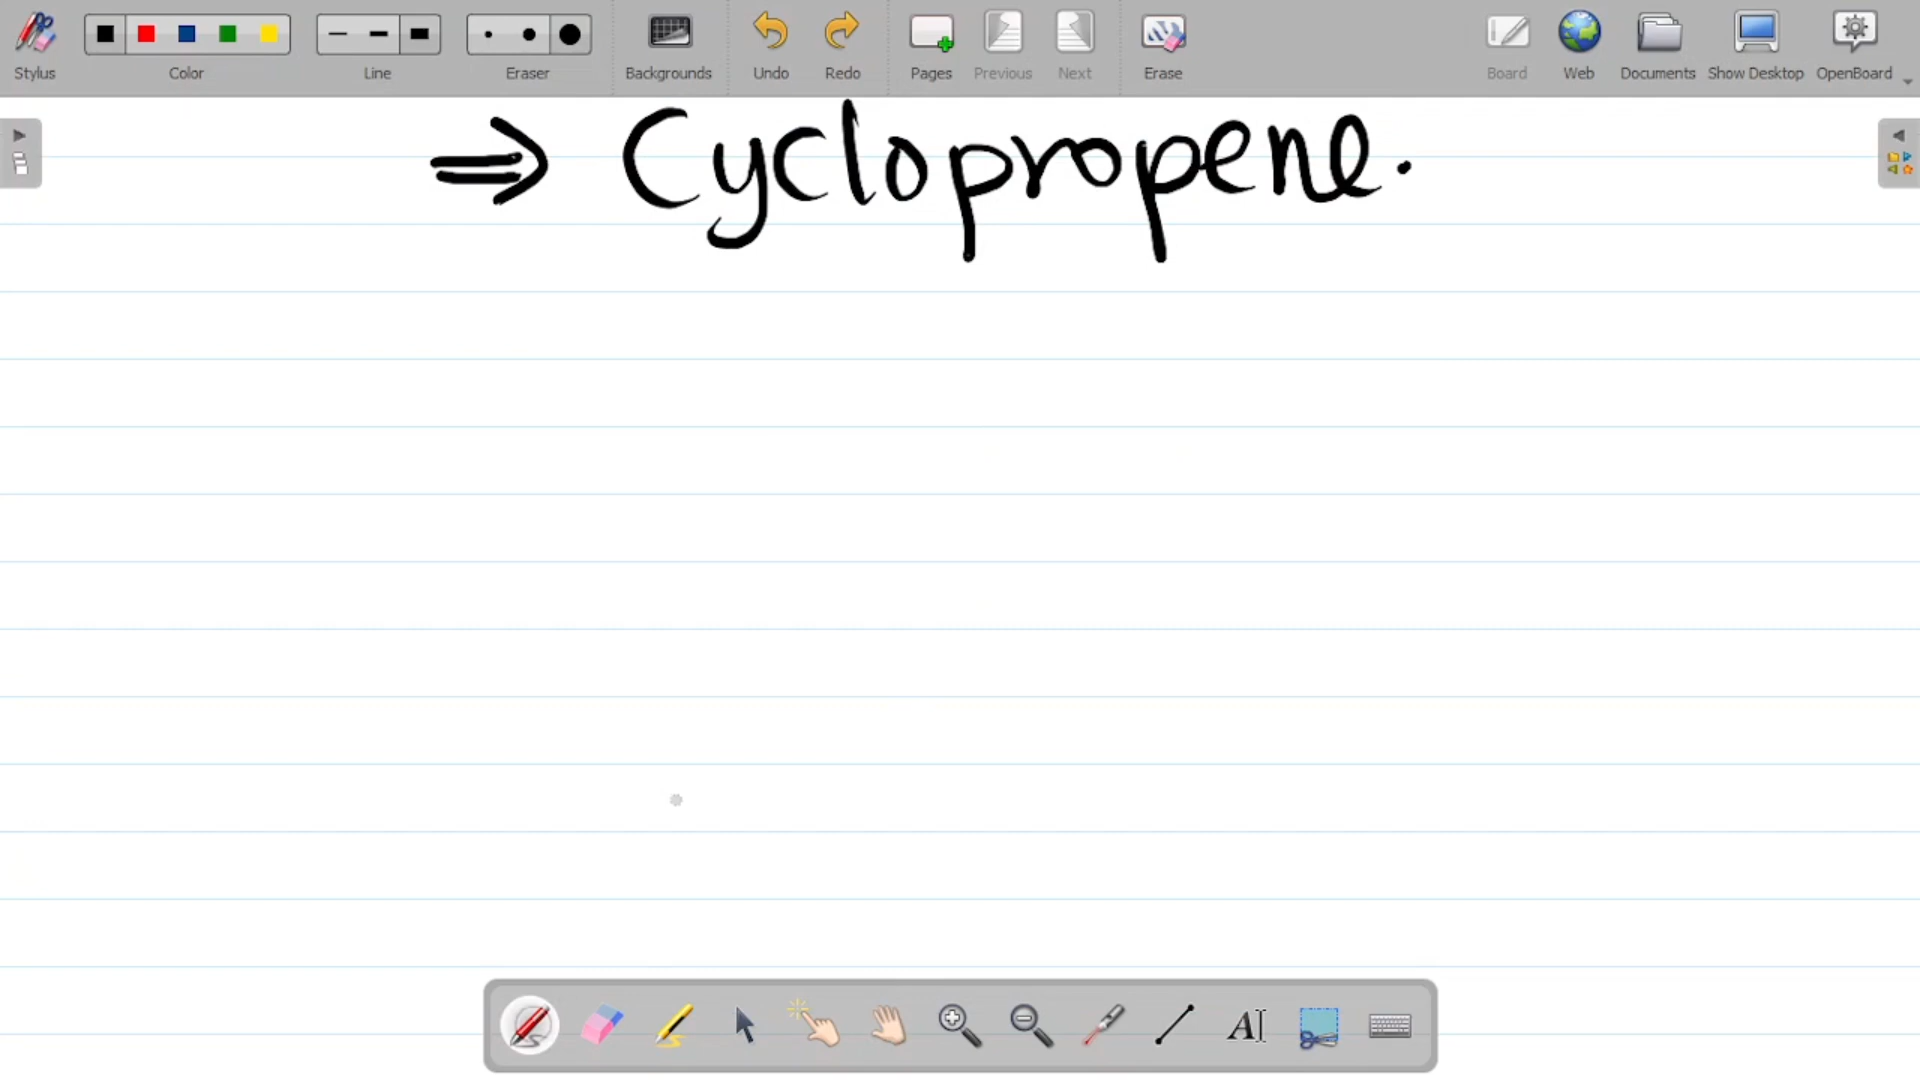 Stylus Color Line Eraser Backgrounds Undo Redo Pages Previous Next Erase Board Web Documents Show Desktop OpenBoard
⇒ Cyclopropene.